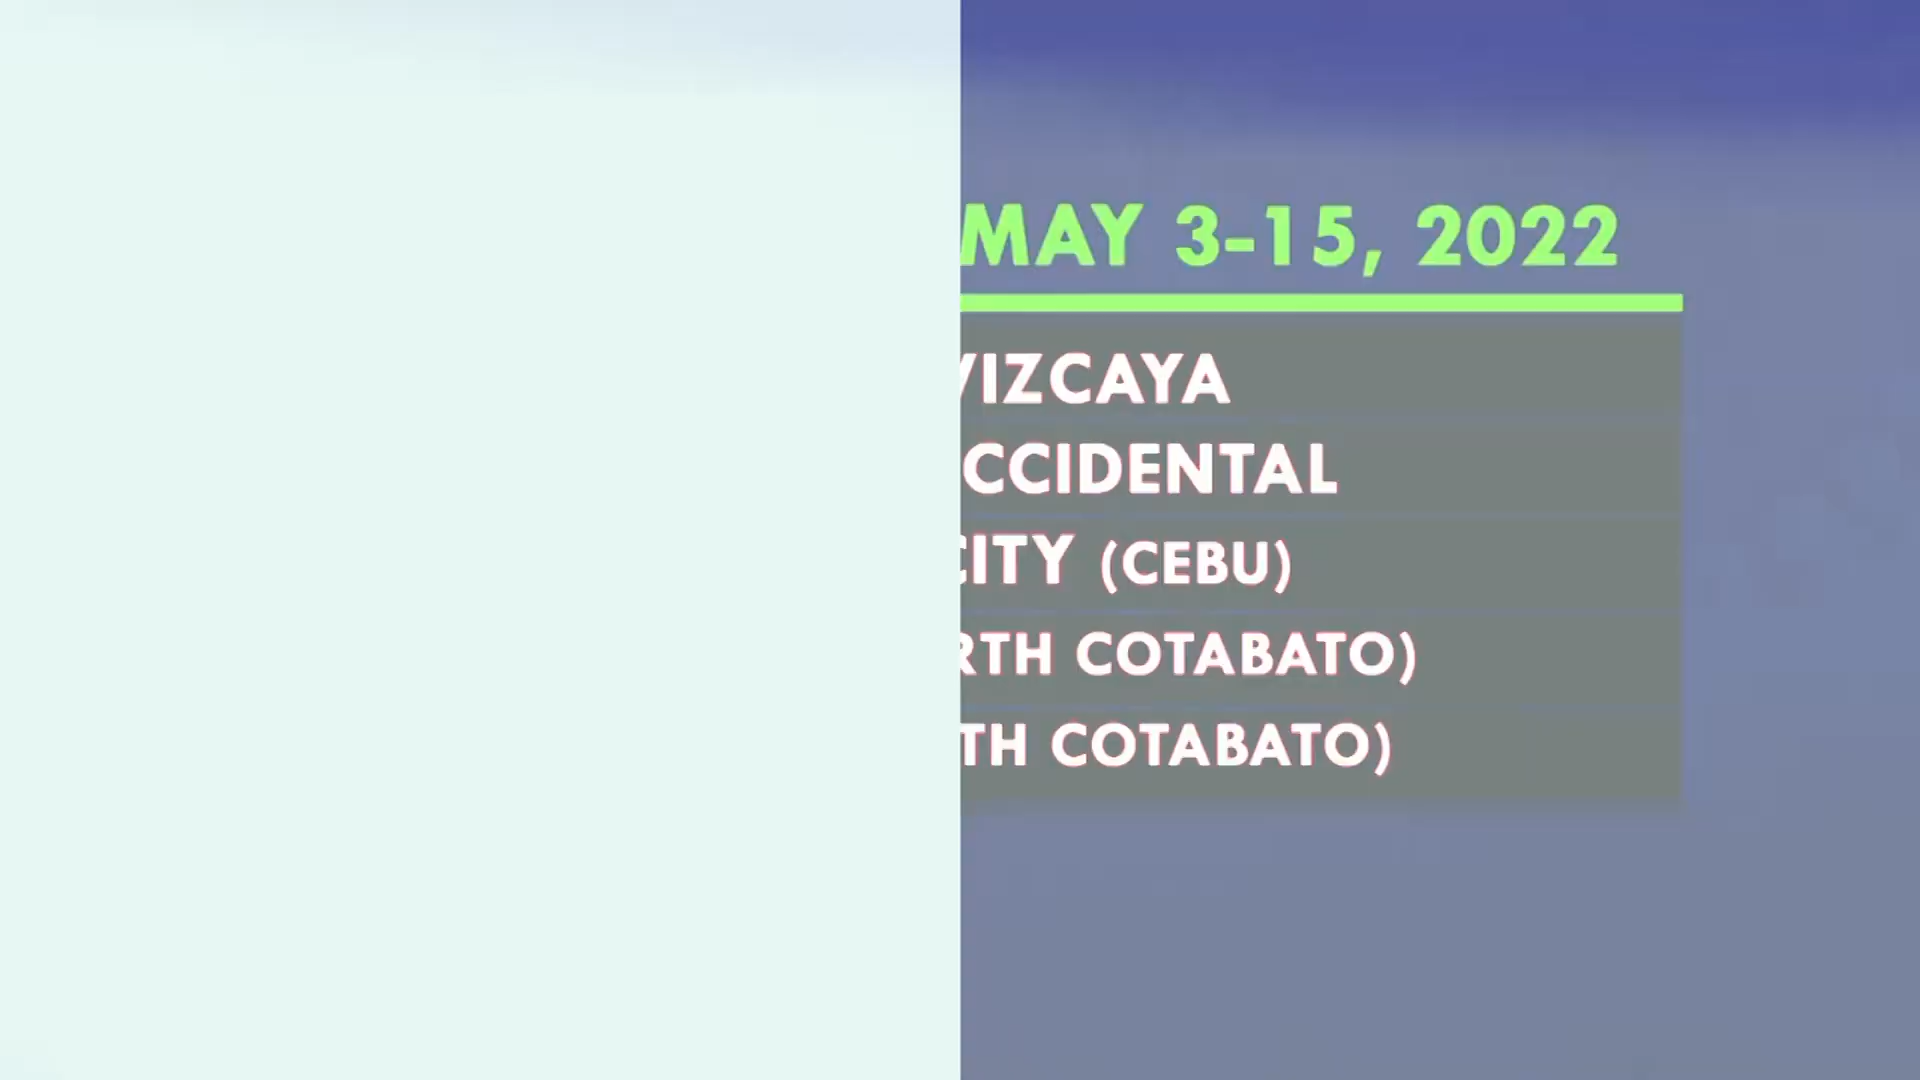 MAY 3-15, 2022
VIZCAYA
CCIDENTAL
CITY (CEBU)
RTH COTABATO)
TH COTABATO)